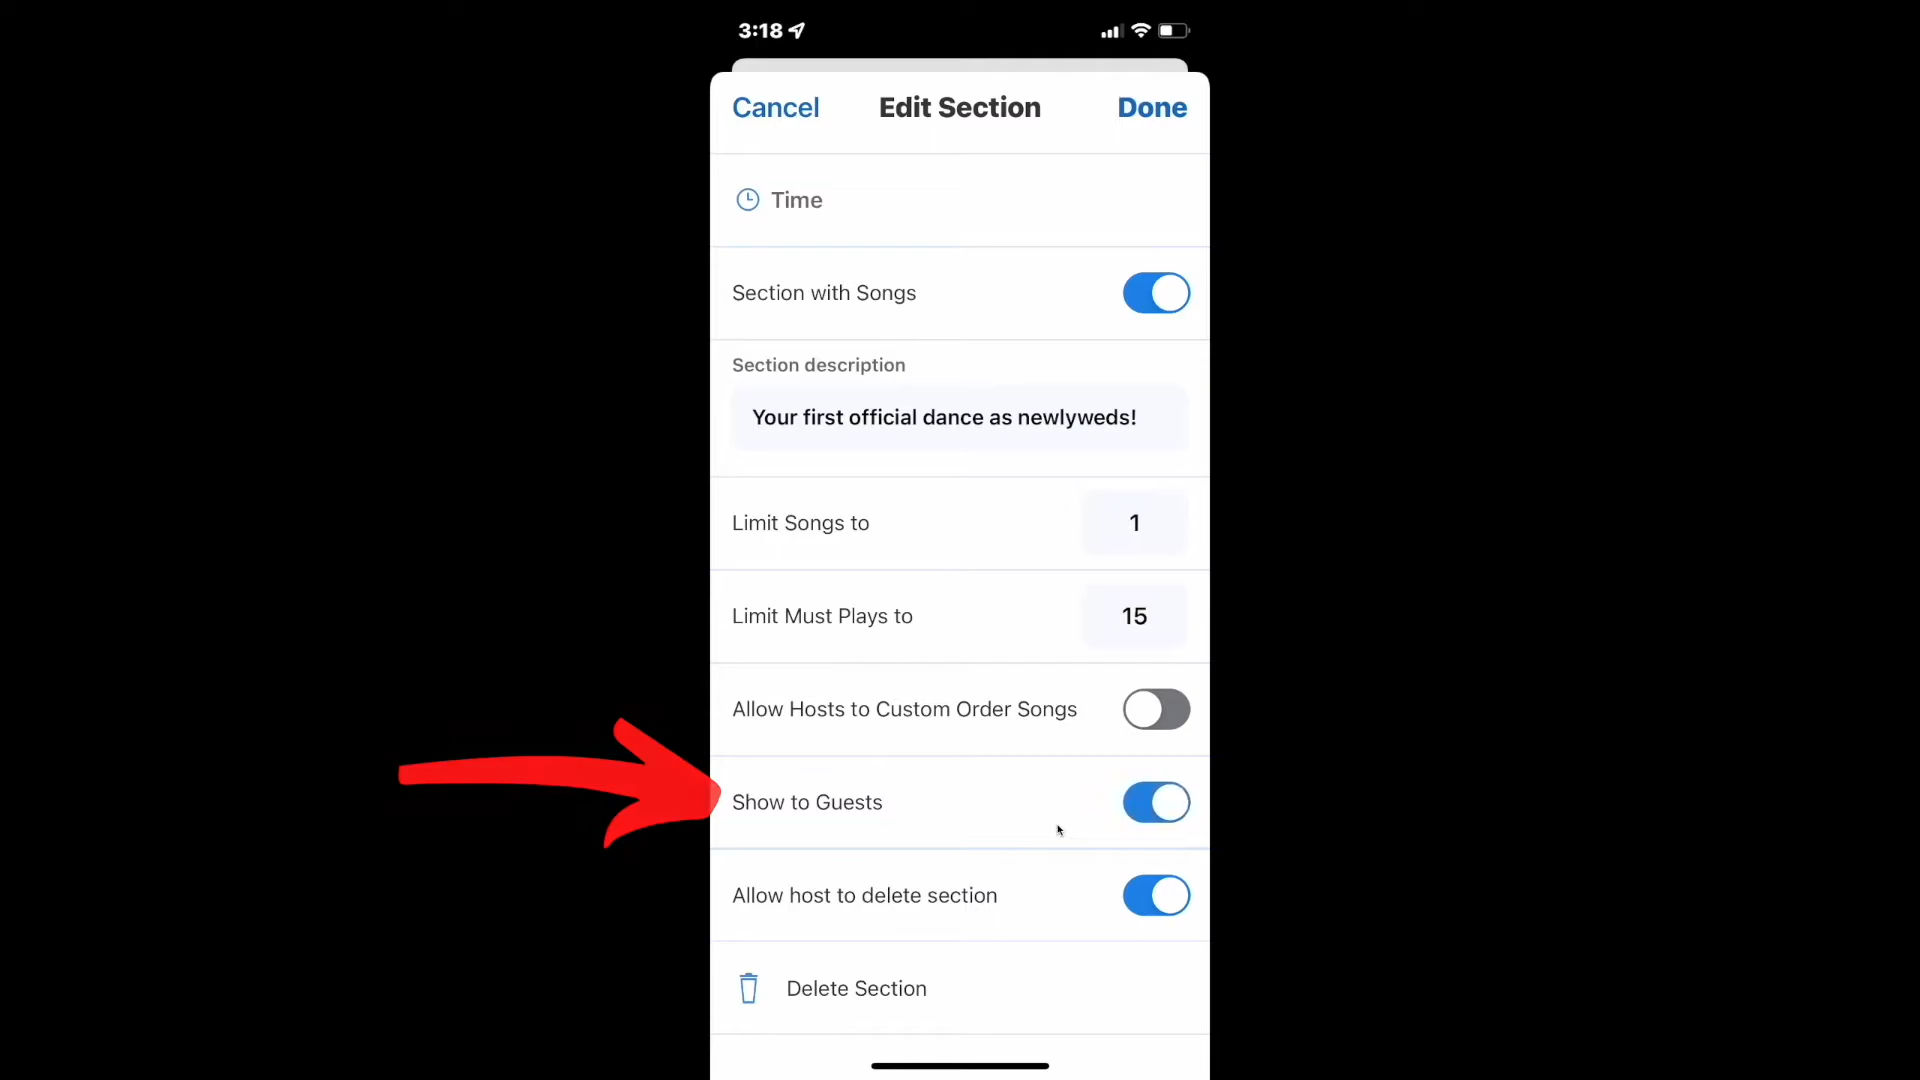 3:18
Cancel Edit Section Done
Time
Section with Songs
Section description
Your first official dance as newlyweds!
Limit Songs to 1
Limit Must Plays to 15
Allow Hosts to Custom Order Songs
Show to Guests
Allow host to delete section
Delete Section